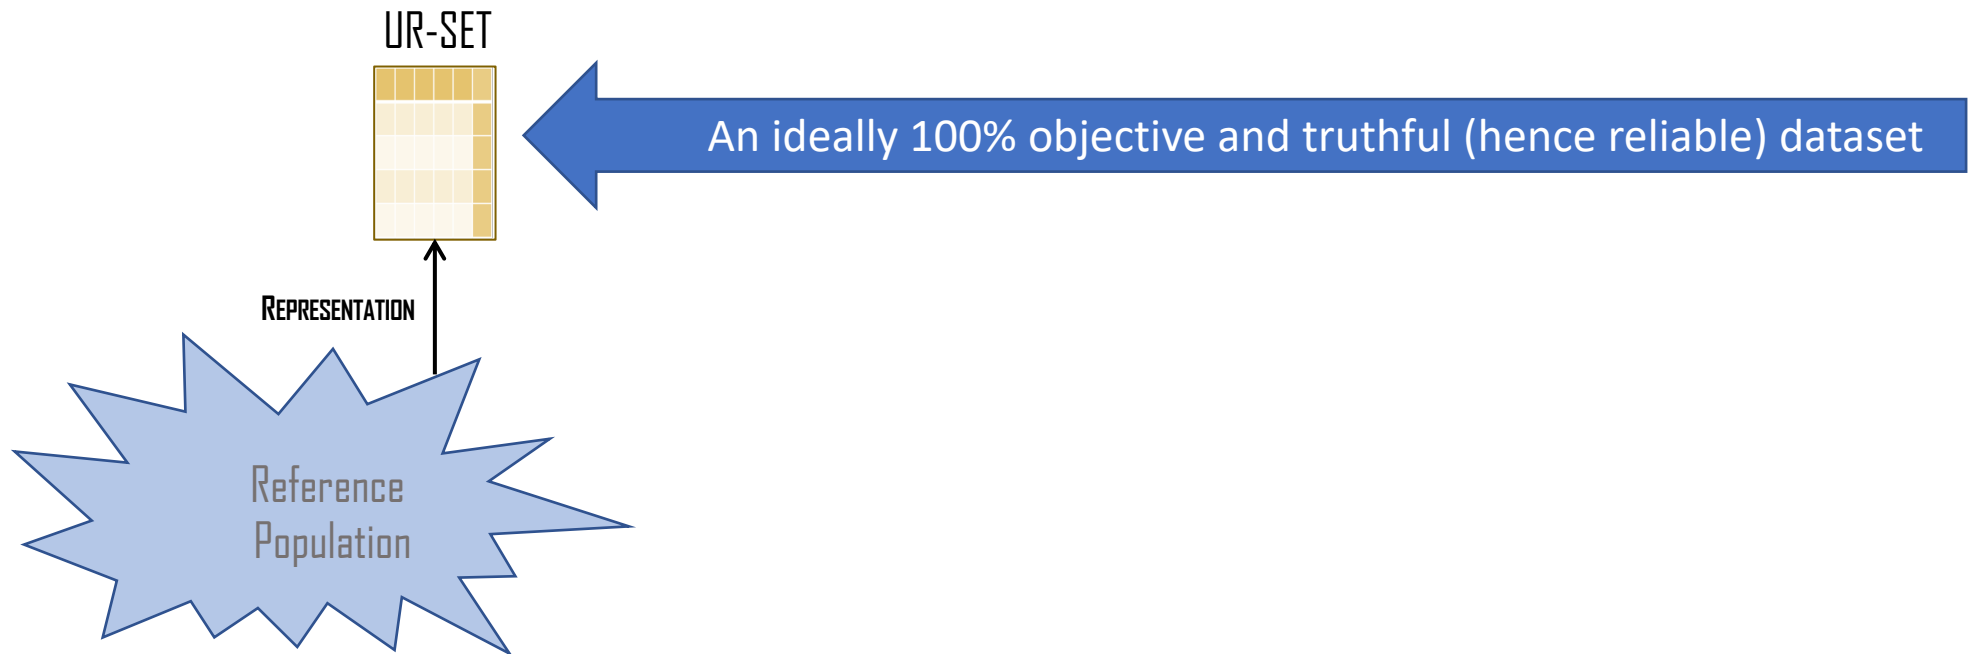 UR-SET
An ideally 100% objective and truthful (hence reliable) dataset
REPRESENTATION
Reference
Population